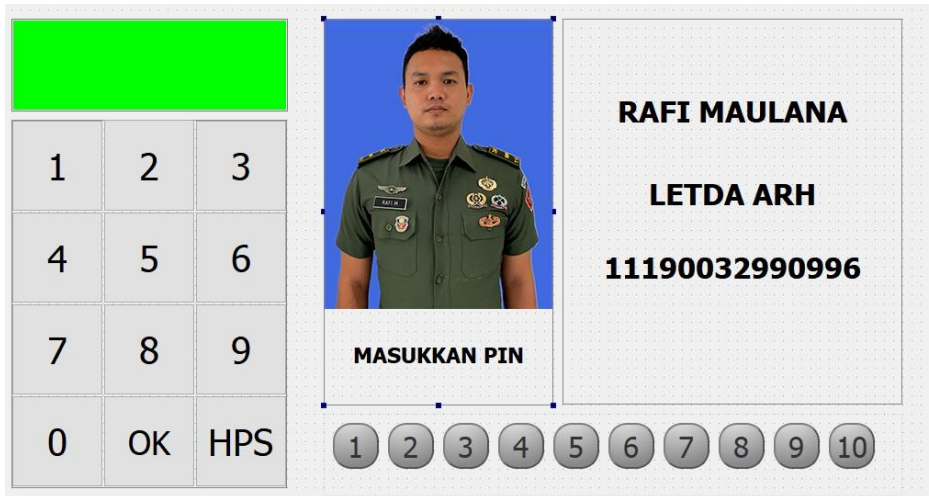 1 2 3
4 5 6
7 8 9
0 OK HPS
RAFI M
MASUKKAN PIN
RAFI MAULANA
LETDA ARH
11190032990996
1 2 3 4 5 6 7 8 9 10